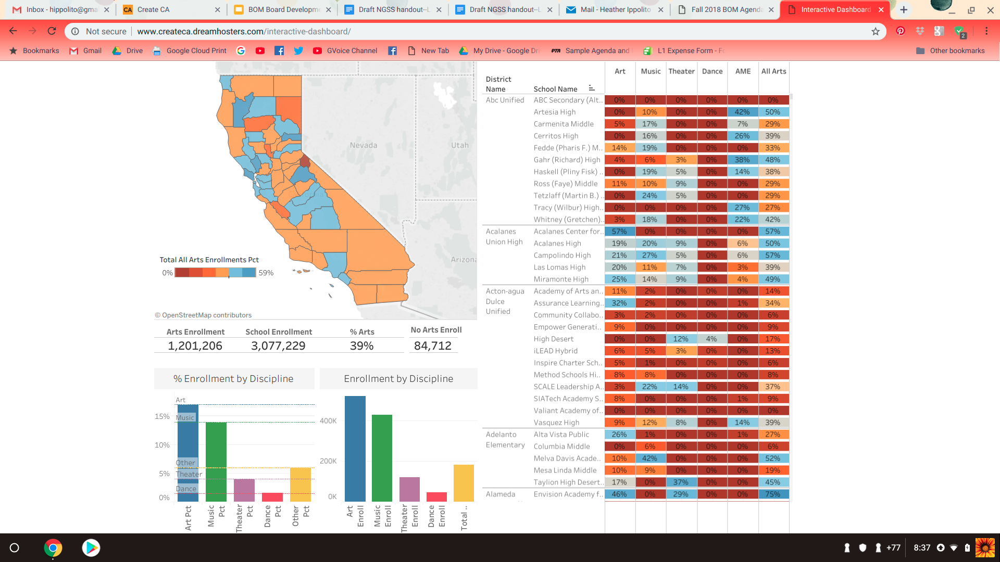 Inbox - hippolito@gma
Create CA
BOM Board Developm
Draft NGSS handout--L
Draft NGSS handout--L
Mail - Heather Ippolito
Fall 2018 BOM Agend
Interactive Dashboard
Not secure | www.createca.dreamhosters.com/interactive-dashboard/
Bookmarks Gmail Drive Google Cloud Print GVoice Channel New Tab My Drive - Google Dr Sample Agenda and L1 Expense Form - F Other bookmarks
Nevada
Utah
California
Arizona
Total All Arts Enrollments Pct
0% 59%
© OpenStreetMap contributors
Arts Enrollment School Enrollment % Arts No Arts Enroll
1,201,206 3,077,229 39% 84,712
% Enrollment by Discipline
Art
15%
Music
10%
Other
5%
Theater
Dance
0%
Art Pct
Music Pct
Theater Pct
Dance Pct
Other Pct
Enrollment by Discipline
400K
200K
0K
Art Enroll
Music Enroll
Theater Enroll
Dance Enroll
Total ..
District Name School Name Art Music Theater Dance AME All Arts
Abc Unified ABC Secondary (Alt.. 0% 0% 0% 0% 0% 0%
Artesia High 0% 10% 0% 0% 42% 50%
Carmenita Middle 5% 17% 0% 0% 7% 29%
Cerritos High 0% 16% 0% 0% 26% 39%
Fedde (Pharis F.) M.. 14% 19% 0% 0% 0% 33%
Gahr (Richard) High 4% 6% 3% 0% 38% 48%
Haskell (Pliny Fisk) .. 0% 19% 5% 0% 14% 38%
Ross (Faye) Middle 11% 10% 9% 0% 0% 29%
Tetzlaff (Martin B.) .. 0% 24% 5% 0% 0% 29%
Tracy (Wilbur) High.. 0% 0% 0% 0% 27% 27%
Whitney (Gretchen).. 3% 18% 0% 0% 22% 42%
Acalanes Union High Acalanes Center for.. 57% 0% 0% 0% 0% 57%
Acalanes High 19% 20% 9% 0% 6% 50%
Campolindo High 21% 27% 5% 0% 6% 57%
Las Lomas High 20% 11% 7% 0% 3% 39%
Miramonte High 25% 14% 9% 0% 4% 49%
Acton-agua Dulce Unified Academy of Arts an.. 11% 2% 0% 0% 0% 14%
Assurance Learning.. 32% 2% 0% 0% 1% 34%
Community Collabo.. 3% 2% 0% 0% 0% 6%
Empower Generati.. 9% 0% 0% 0% 0% 9%
High Desert 0% 0% 12% 4% 0% 17%
iLEAD Hybrid 6% 5% 3% 0% 0% 13%
Inspire Charter Sch.. 5% 1% 0% 0% 0% 6%
Method Schools Hi.. 8% 8% 0% 0% 0% 8%
SCALE Leadership A.. 3% 22% 14% 0% 0% 37%
SIATech Academy S.. 8% 0% 0% 0% 1% 9%
Valiant Academy of.. 0% 0% 0% 0% 0% 0%
Vasquez High 9% 12% 8% 0% 14% 39%
Adelanto Elementary Alta Vista Public 26% 1% 0% 0% 1% 27%
Columbia Middle 0% 6% 0% 0% 0% 6%
Melva Davis Acade.. 10% 42% 0% 0% 0% 52%
Mesa Linda Middle 10% 9% 0% 0% 0% 19%
Taylion High Desert.. 17% 0% 37% 0% 0% 45%
Alameda Envision Academy f.. 46% 0% 29% 0% 0% 75%
+77 8:37